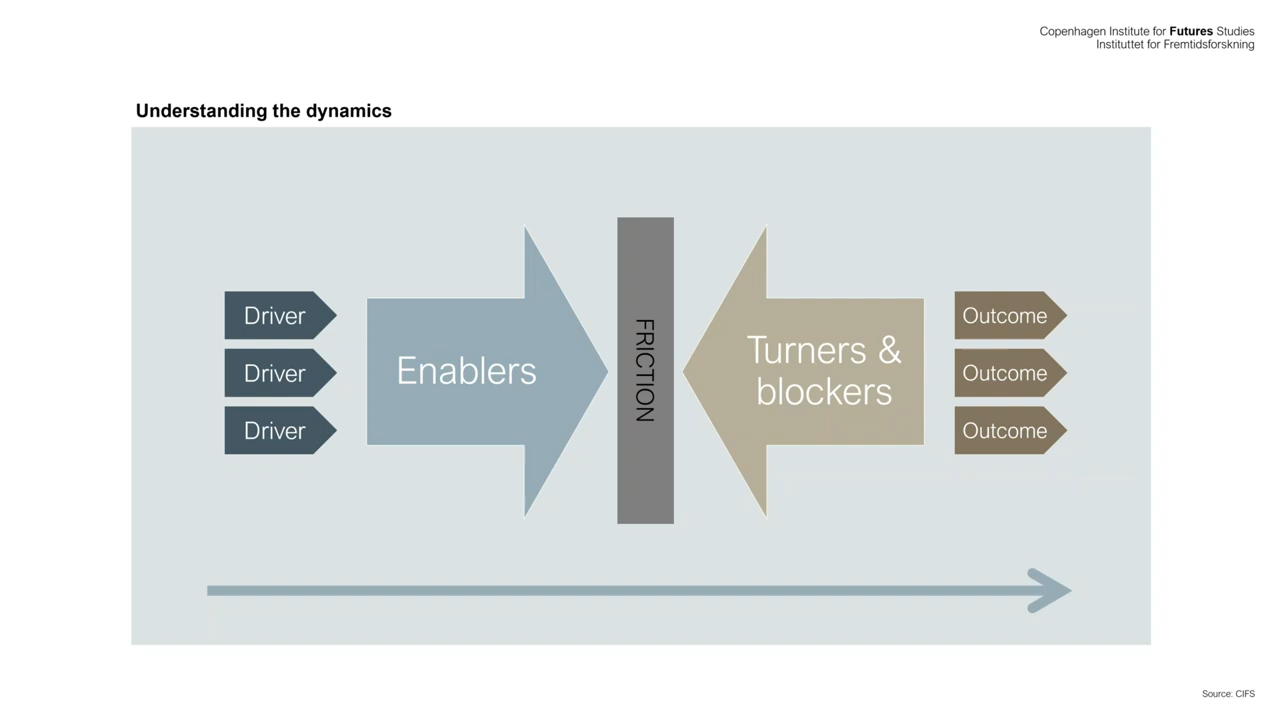 Copenhagen Institute for Futures Studies
Instituttet for Fremtidsforskning
Understanding the dynamics
Driver
Driver
Driver
Enablers
FRICTION
Turners &
blockers
Outcome
Outcome
Outcome
Source: CIFS